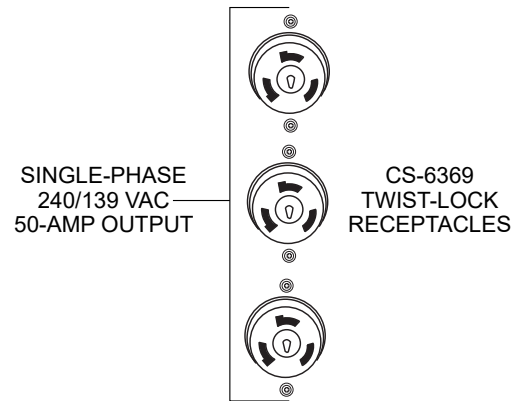 SINGLE-PHASE
240/139 VAC
50-AMP OUTPUT
CS-6369
TWIST-LOCK
RECEPTACLES